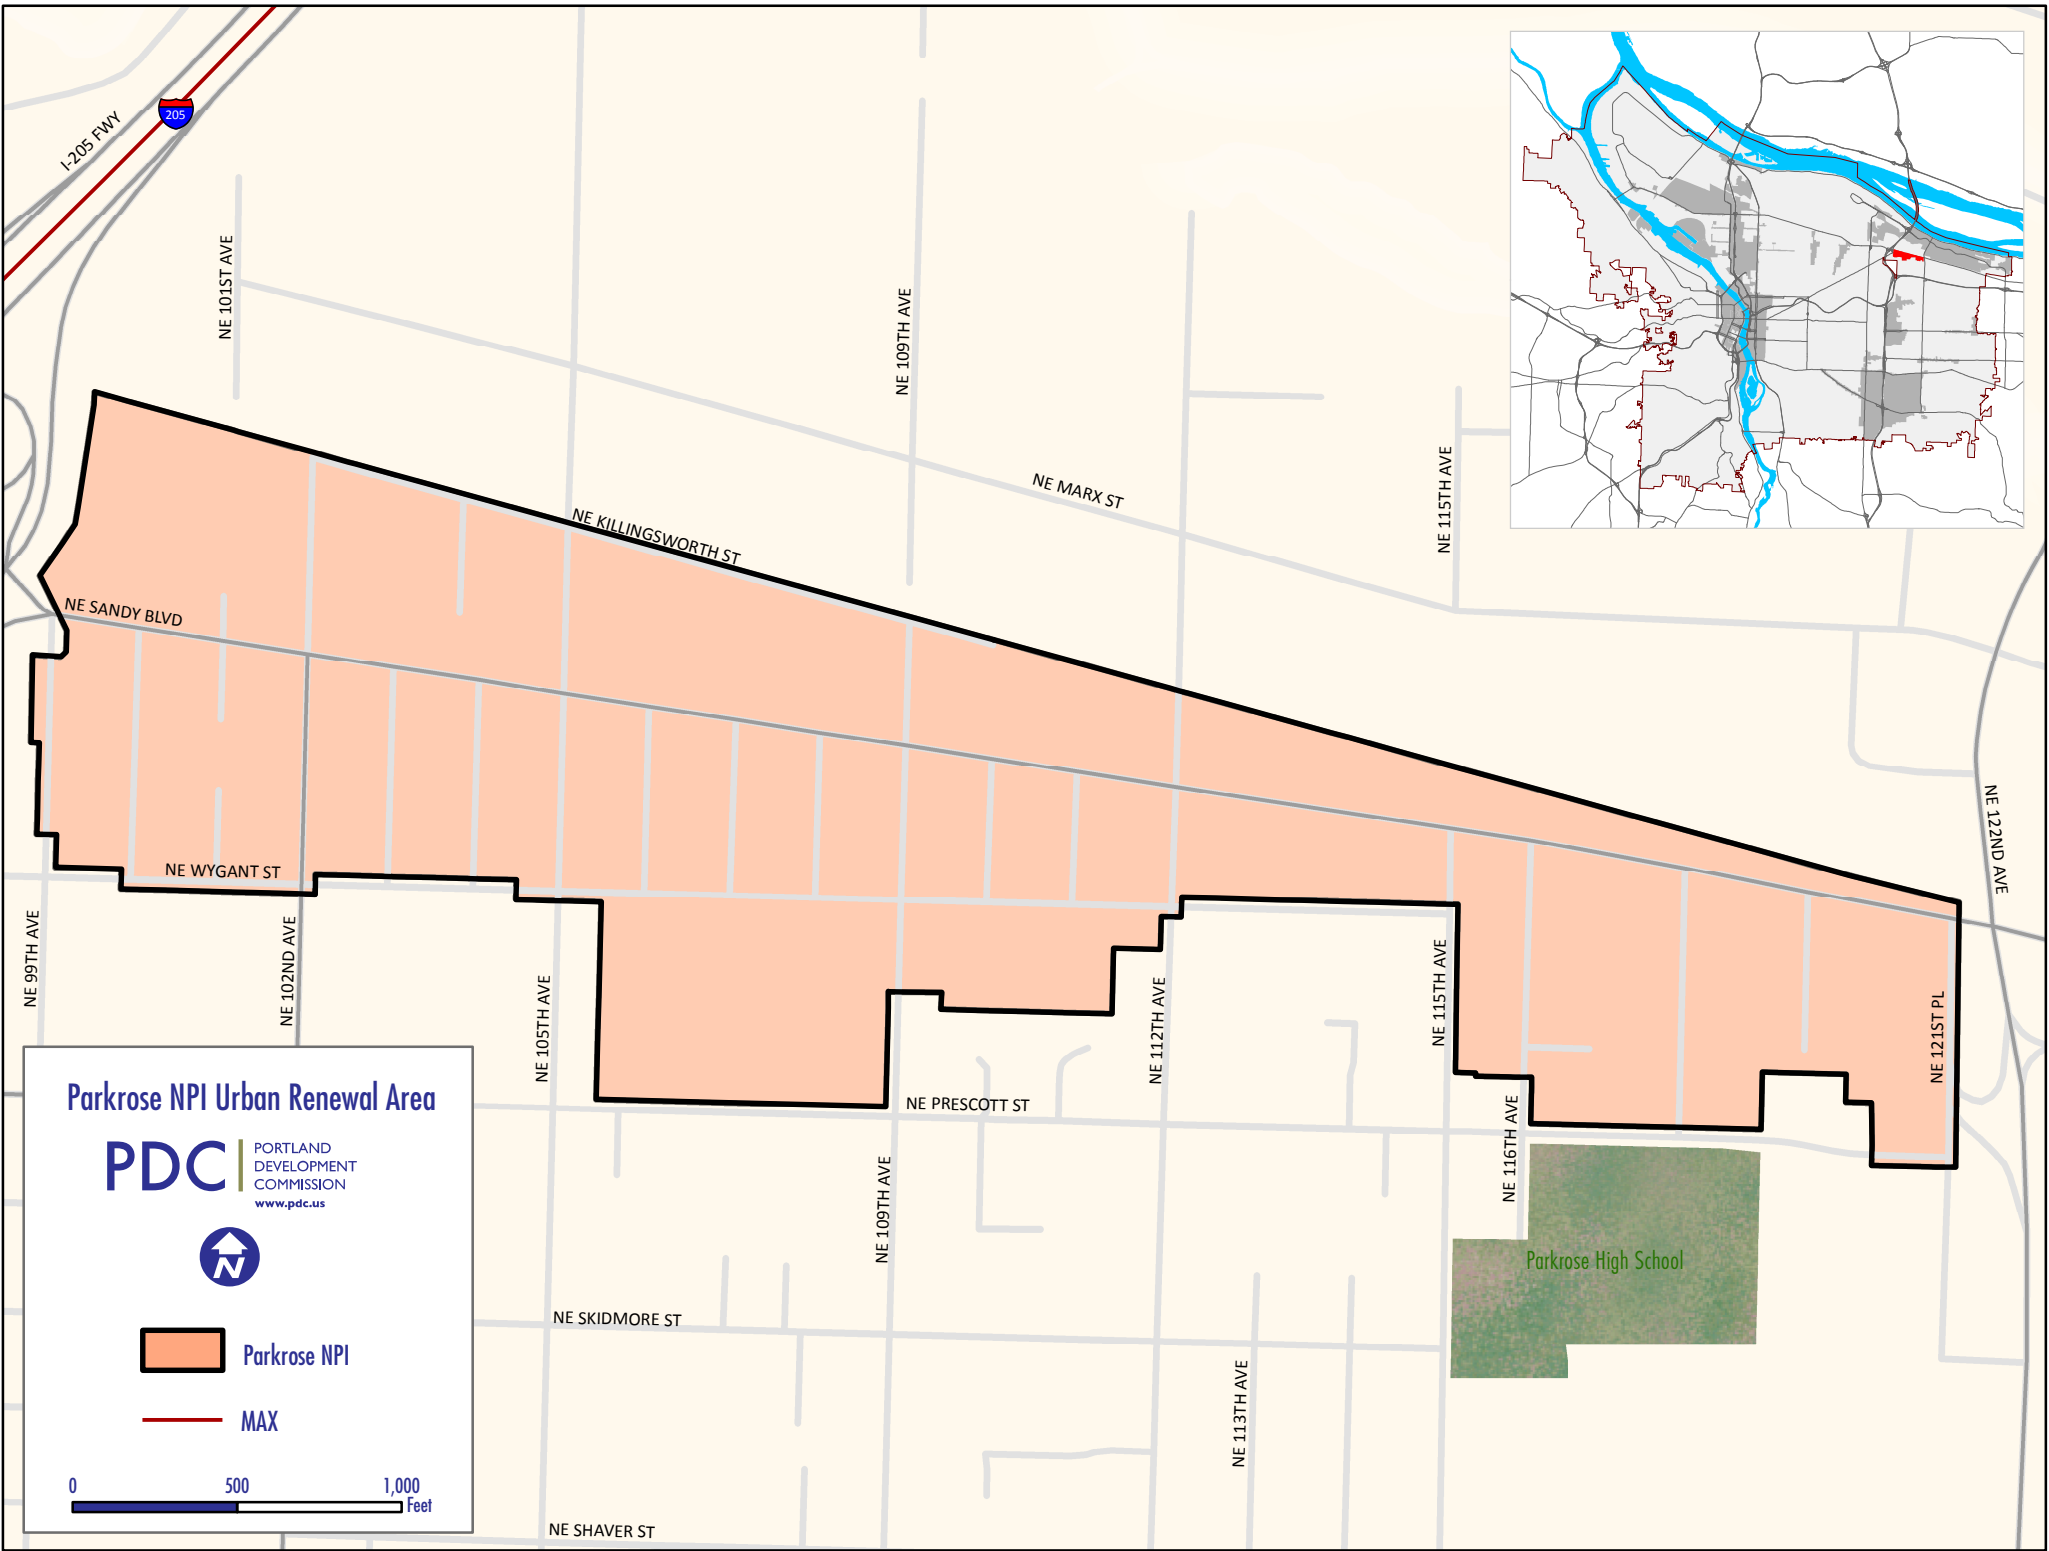 I-205 FWY
205
NE 101ST AVE
NE 109TH AVE
NE MARX ST
NE 115TH AVE
NE KILLINGSWORTH ST
NE SANDY BLVD
NE 122ND AVE
NE WYGANT ST
NE 99TH AVE
NE 102ND AVE
NE 105TH AVE
NE 112TH AVE
NE 115TH AVE
NE 121ST PL
NE PRESCOTT ST
NE 116TH AVE
NE 109TH AVE
Parkrose High School
NE SKIDMORE ST
NE 113TH AVE
NE SHAVER ST
Parkrose NPI Urban Renewal Area
PDC
PORTLAND
DEVELOPMENT
COMMISSION
www.pdc.us
N
Parkrose NPI
MAX
0 500 1,000
Feet